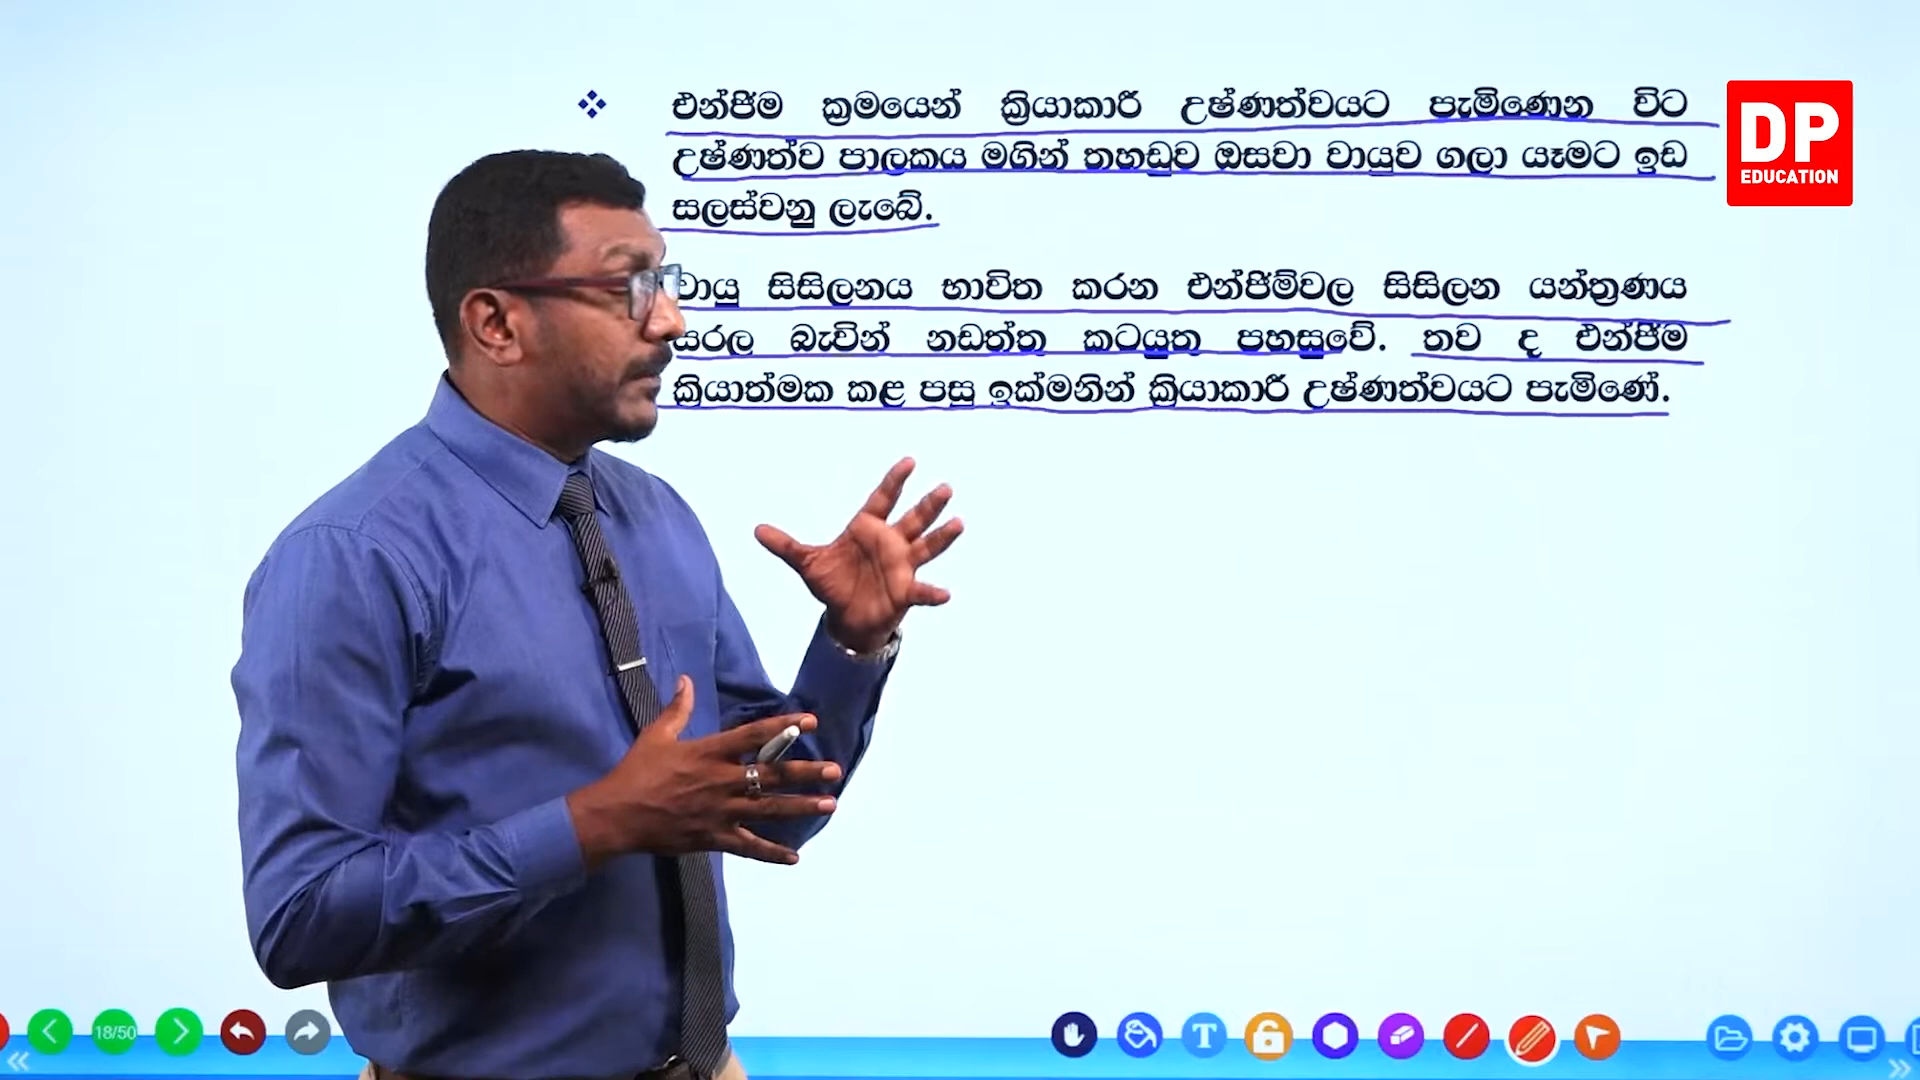 එන්ජිම ක්‍රමයෙන් ක්‍රියාකාරී උෂ්ණත්වයට පැමිණෙන විට
උෂ්ණත්ව පාලකය මගින් තහඩුව ඔසවා වායුව ගලා යෑමට ඉඩ
සලස්වනු ලැබේ.
වායු සිසිලනය භාවිත කරන එන්ජිම්වල සිසිලන යන්ත්‍රණය
සරල බැවින් නඩත්තු කටයුතු පහසුවේ. තව ද එන්ජිම
ක්‍රියාත්මක කළ පසු ඉක්මනින් ක්‍රියාකාරී උෂ්ණත්වයට පැමිණේ.
DP
EDUCATION
18/50
T